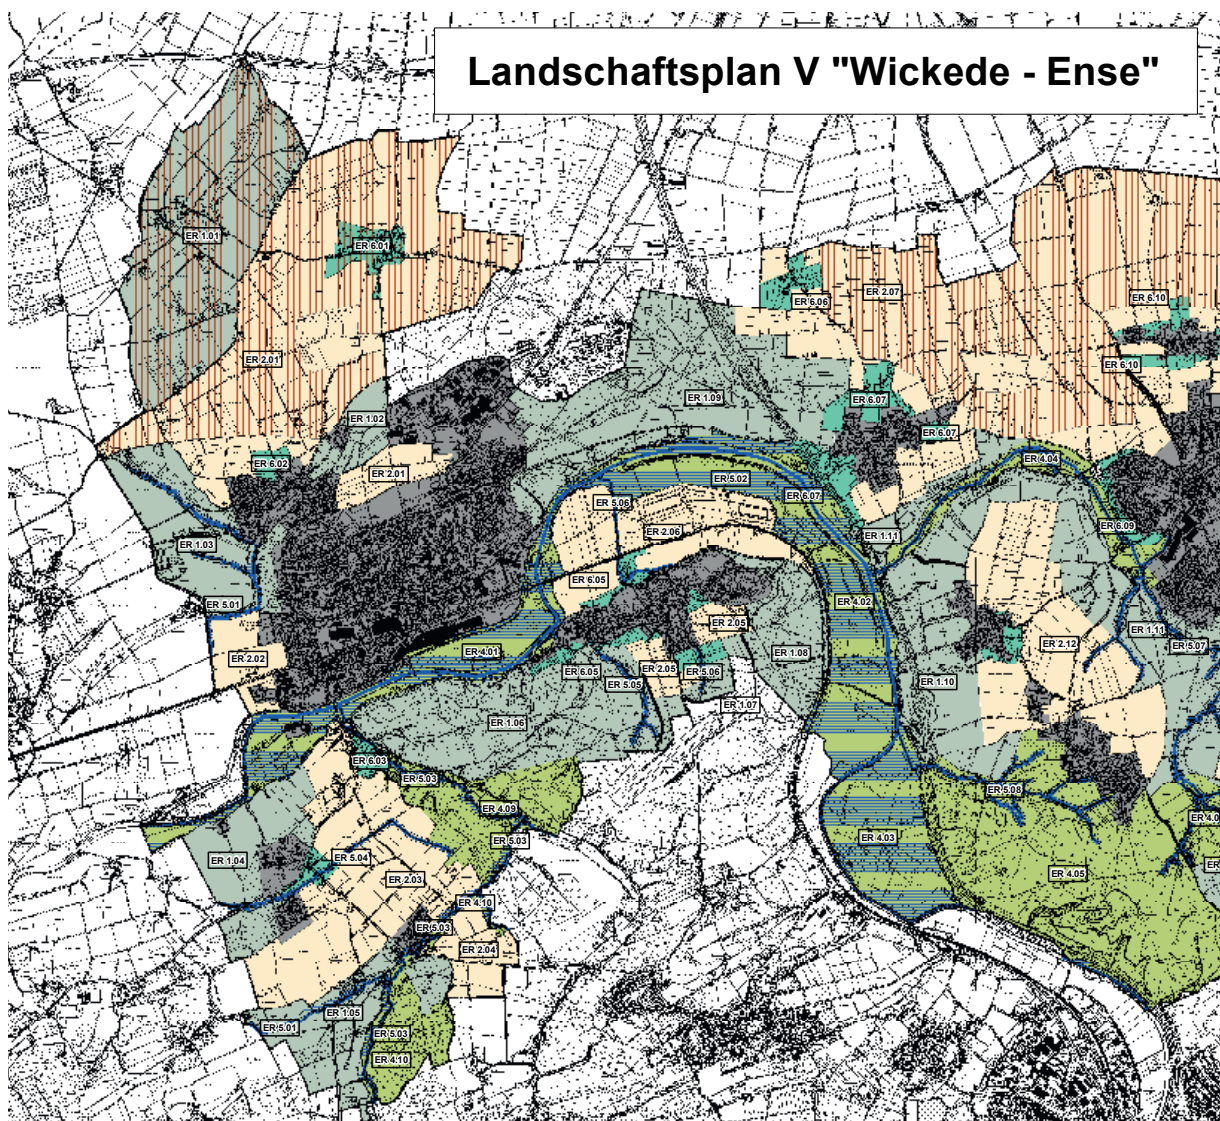 Landschaftsplan V "Wickede - Ense"
ER 1.01
ER 6.01
ER 6.06
ER 2.07
ER 6.10
ER 2.01
ER 6.10
ER 1.09
ER 6.07
ER 1.02
ER 6.07
ER 6.02
ER 2.01
ER 4.04
ER 5.02
ER 6.07
ER 5.06
ER 6.09
ER 2.06
ER 1.11
ER 1.03
ER 6.05
ER 5.01
ER 4.02
ER 2.05
ER 1.11
ER 2.12
ER 5.07
ER 4.01
ER 1.08
ER 2.02
ER 6.05
ER 2.05
ER 5.06
ER 5.05
ER 1.10
ER 1.07
ER 1.06
ER 6.03
ER 5.03
ER 5.08
ER 4.09
ER 4.0
ER 5.03
ER 4.03
ER 5.04
ER 1.04
ER
ER 4.05
ER 2.03
ER 4.10
ER 5.03
ER 2.04
ER 1.05
ER 5.01
ER 5.03
ER 4.10